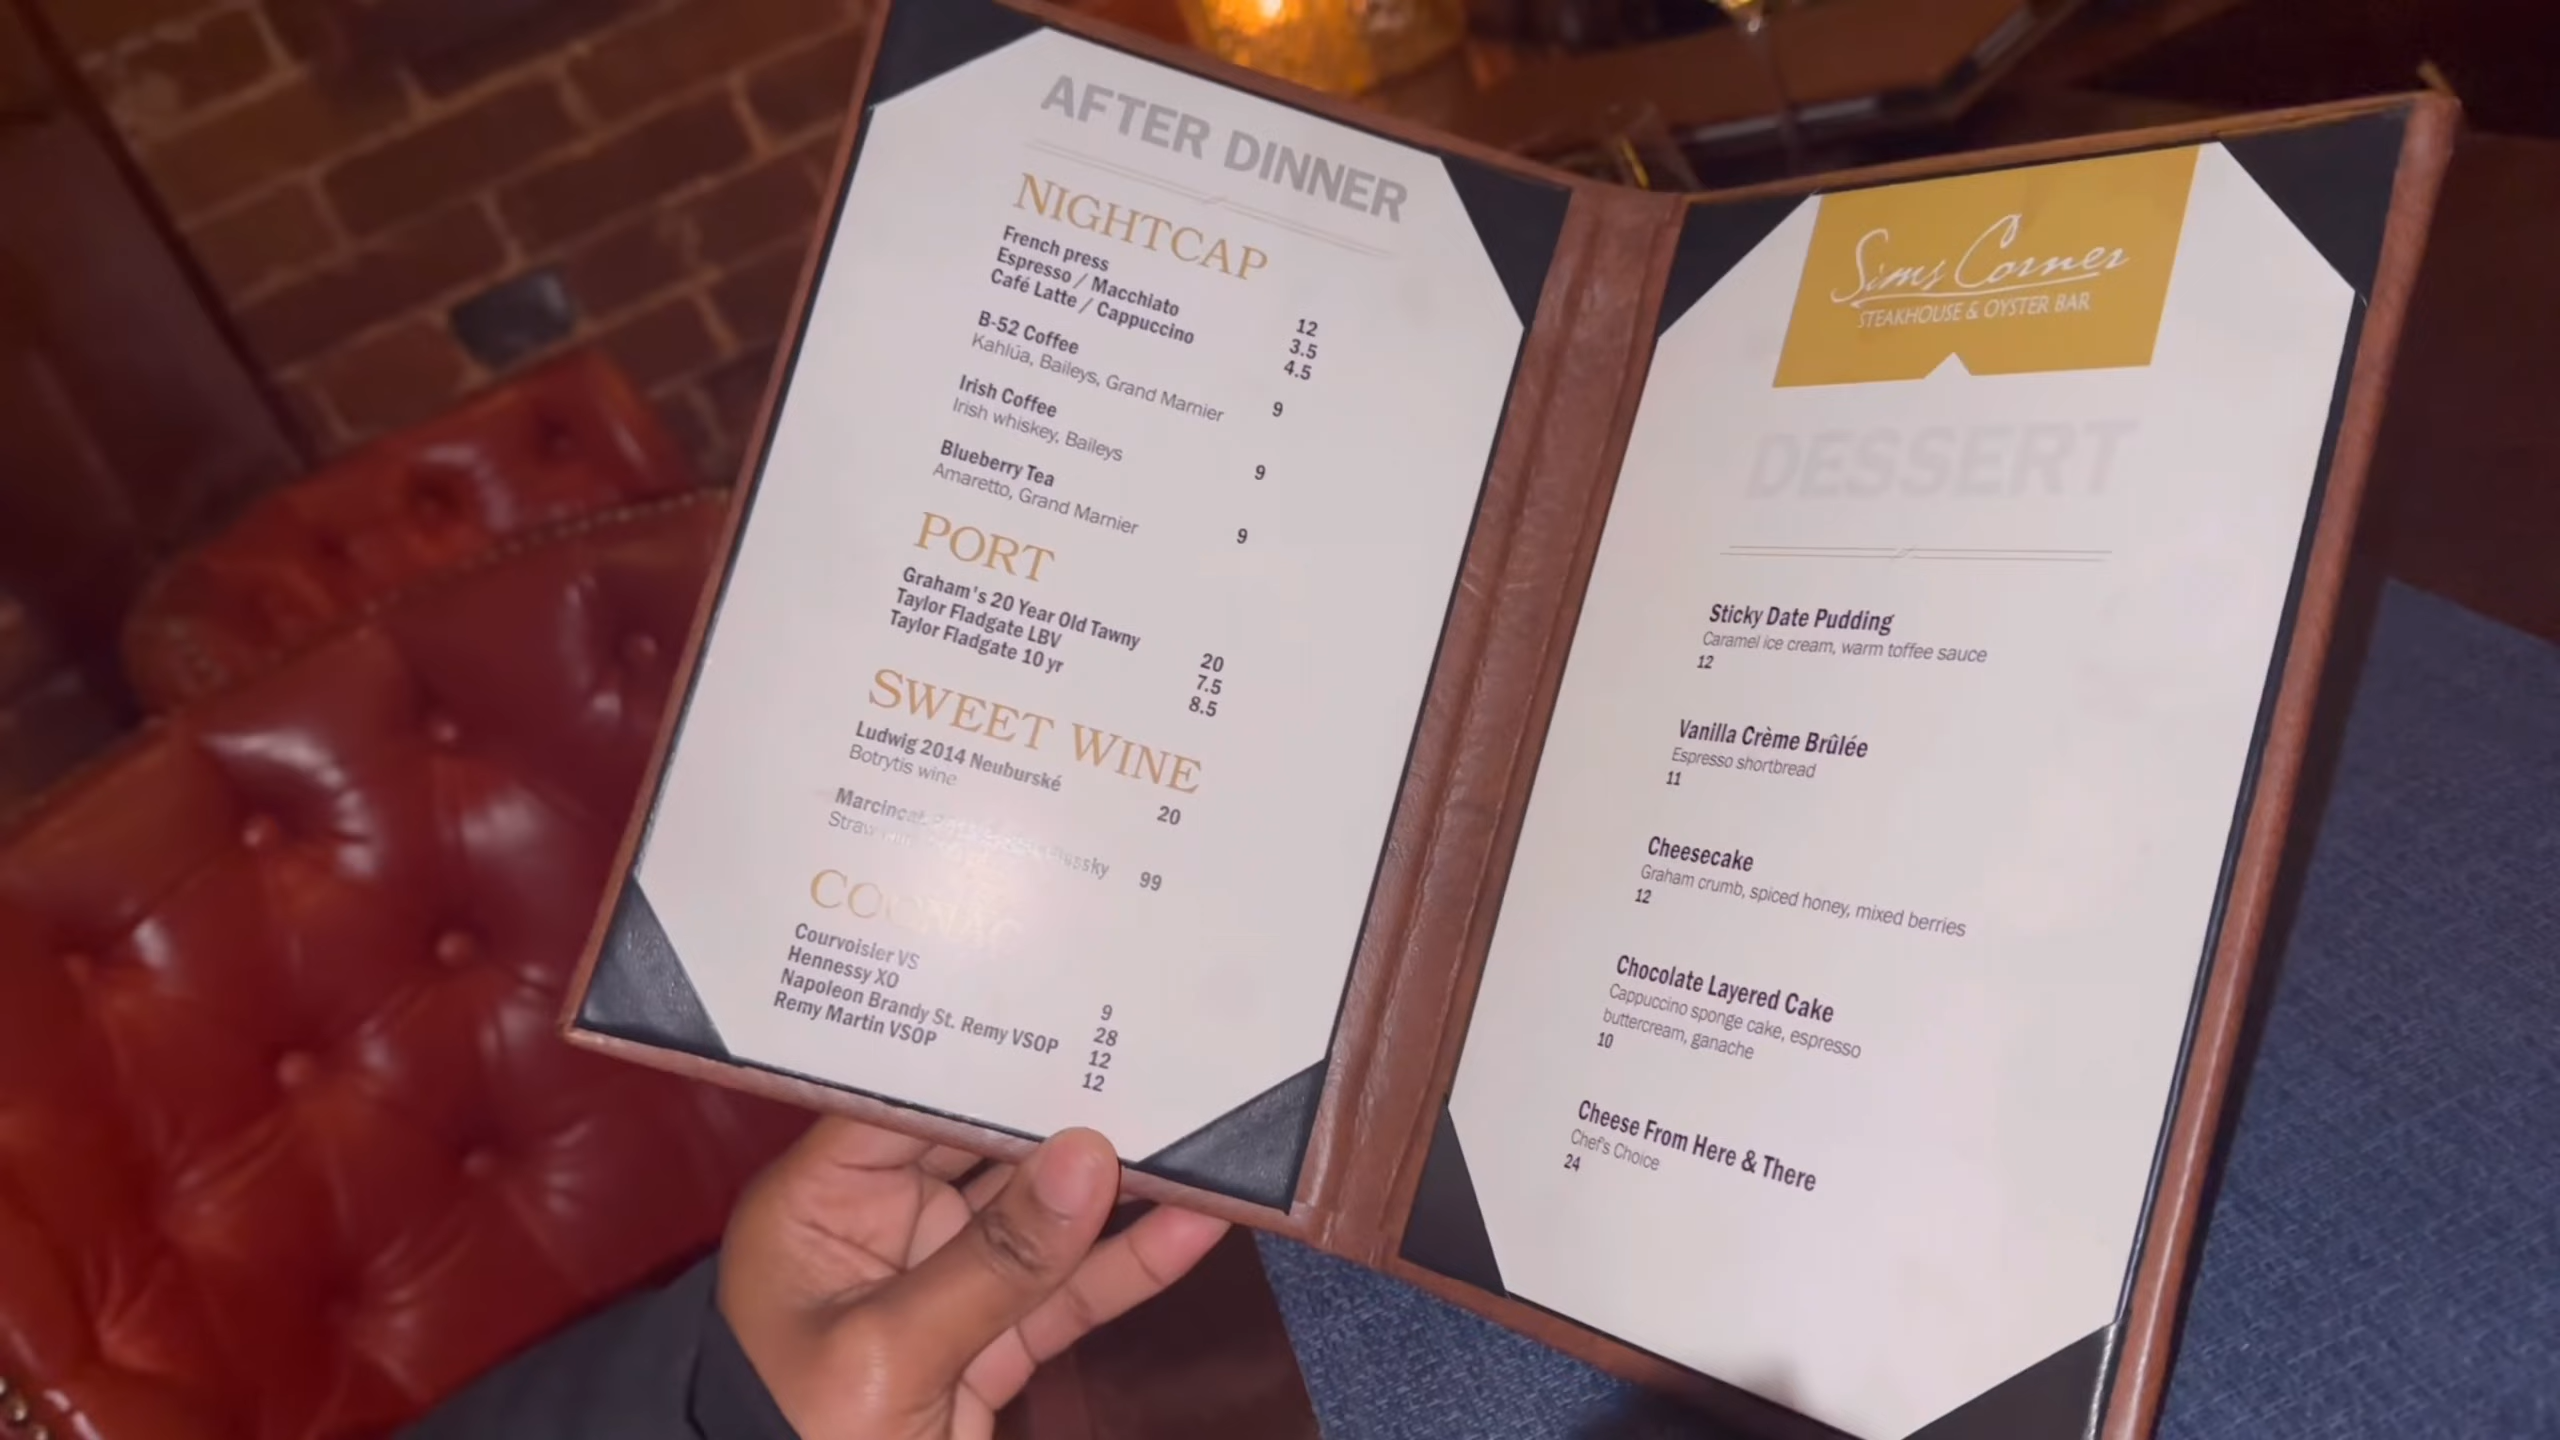 AFTER DINNER
NIGHTCAP
French press 12
Espresso / Macchiato 3.5
Café Latte / Cappuccino 4.5
B-52 Coffee
Kahlúa, Baileys, Grand Marnier 9
Irish Coffee
Irish whiskey, Baileys 9
Blueberry Tea
Amaretto, Grand Marnier 9
PORT
Graham's 20 Year Old Tawny 20
Taylor Fladgate LBV 7.5
Taylor Fladgate 10 yr 8.5
SWEET WINE
Ludwig 2014 Neuburské
Botrytis wine 20
99
COGNAC
Courvoisier VS 9
Hennessy XO 28
Napoleon Brandy St. Remy VSOP 12
Remy Martin VSOP 12
Sims Corner
STEAKHOUSE & OYSTER BAR
DESSERT
Sticky Date Pudding
Caramel ice cream, warm toffee sauce
12
Vanilla Crème Brûlée
Espresso shortbread
11
Cheesecake
Graham crumb, spiced honey, mixed berries
12
Chocolate Layered Cake
Cappuccino sponge cake, espresso
buttercream, ganache
10
Cheese From Here & There
Chef's Choice
24